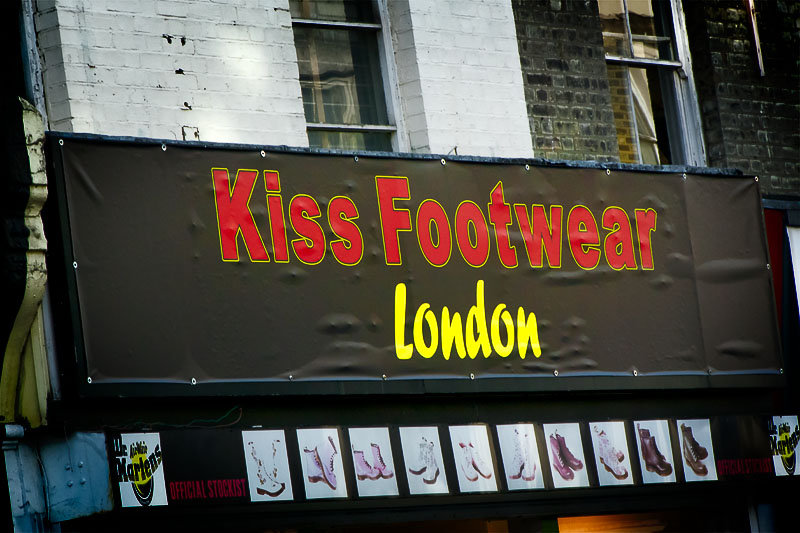 Kiss Footwear
London
Dr. Martens
OFFICIAL STOCKIST
OFFICIAL STOCKIST